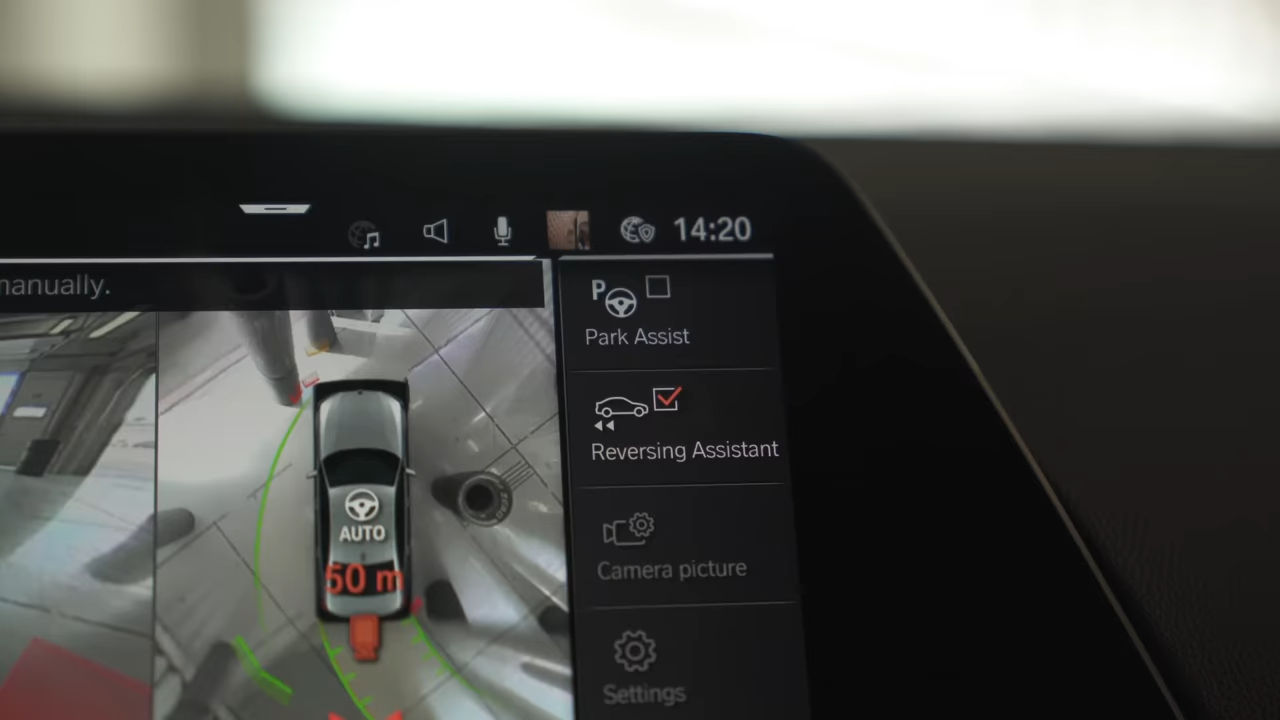 14:20
manually.
P
Park Assist
Reversing Assistant
AUTO
50 m
Camera picture
Settings